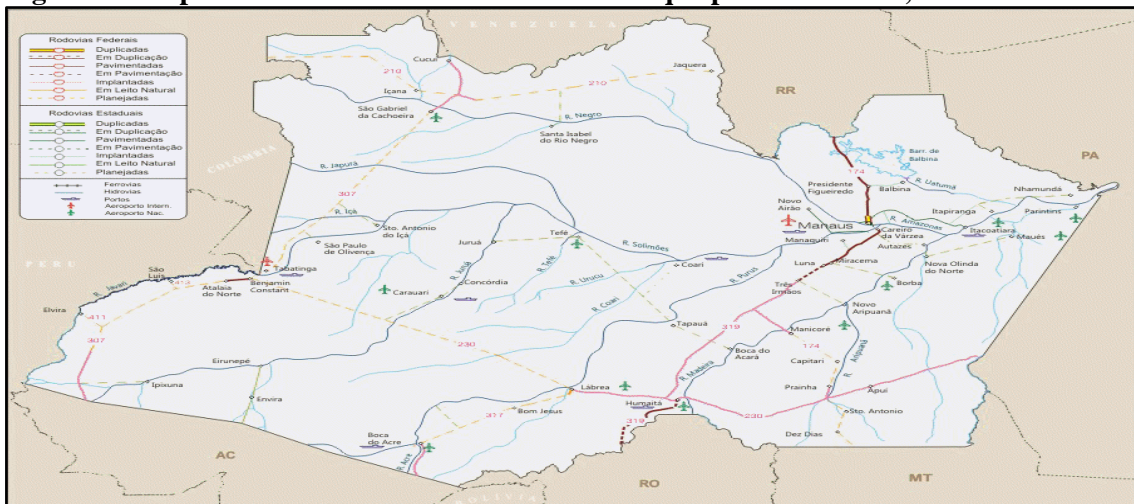 VENEZUELA
Rodovias Federais
Duplicadas
Em Duplicação
Pavimentadas
Em Pavimentação
Implantadas
Em Leito Natural
Planejadas
Rodovias Estaduais
Duplicadas
Em Duplicação
Pavimentadas
Em Pavimentação
Implantadas
Em Leito Natural
Planejadas
Ferrovias
Hidrovias
Portos
Aeroporto Intern.
Aeroporto Nac.
Cucuí
210
Içana
Jaquera
210
São Gabriel
da Cachoeira
R. Negro
Santa Isabel
do Rio Negro
RR
COLÔMBIA
R. Japurá
307
PA
Barr. de
Balbina
174
Presidente
Figueiredo
Balbina
R. Uatumã
Nhamundá
Novo
Airão
Itapiranga
Parintins
R. Amazonas
Manaus
Careiro
da Várzea
Itacoatiara
Manaquiri
Autazes
Maués
R. Içá
Sto. Antonio
do Içá
São Paulo
de Olivença
Juruá
Tefé
R. Solimões
PERU
São
Luis
Tabatinga
R. Javari
413
Atalaia
do Norte
Benjamin
Constant
R. Juruá
R. Tefé
Coari
R. Purus
Luna
Miracema
Nova Olinda
do Norte
Concórdia
R. Urucu
Carauari
R. Coari
Três
Irmãos
Borba
Elvira
411
307
Novo
Aripuanã
Tapauá
319
Manicoré
174
Eirunepé
230
Boca do
Acará
Capitari
R. Aripuanã
R. Madeira
Ipixuna
Envira
Lábrea
Prainha
Apuí
Humaitá
230
317
Bom Jesus
319
Sto. Antonio
Boca
do Acre
Dez Dias
R. Acre
AC
RO
MT
BOLÍVIA